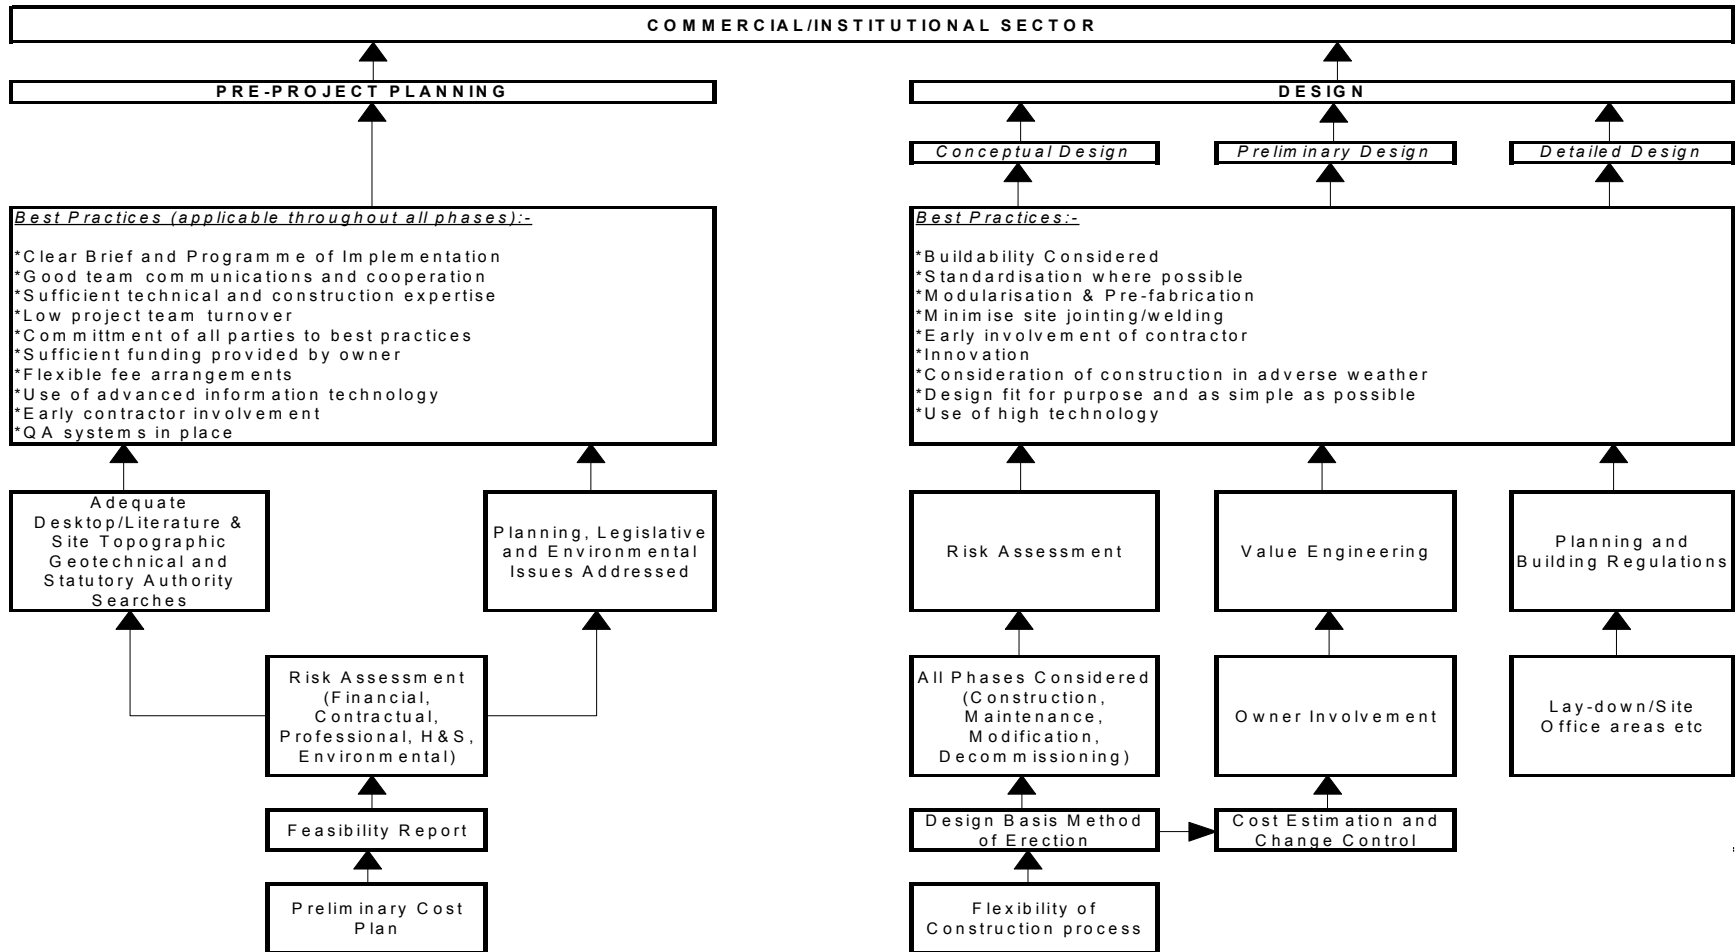 COMMERCIAL/INSTITUTIONAL SECTOR
PRE-PROJECT PLANNING
DESIGN
Conceptual Design
Preliminary Design
Detailed Design
Best Practices (applicable throughout all phases):-
*Clear Brief and Programme of Implementation
*Good team communications and cooperation
*Sufficient technical and construction expertise
*Low project team turnover
*Committment of all parties to best practices
*Sufficient funding provided by owner
*Flexible fee arrangements
*Use of advanced information technology
*Early contractor involvement
*QA systems in place
Best Practices:-
*Buildability Considered
*Standardisation where possible
*Modularisation & Pre-fabrication
*Minimise site jointing/welding
*Early involvement of contractor
*Innovation
*Consideration of construction in adverse weather
*Design fit for purpose and as simple as possible
*Use of high technology
Adequate
Desktop/Literature &
Site Topographic
Geotechnical and
Statutory Authority
Searches
Planning, Legislative
and Environmental
Issues Addressed
Risk Assessment
Value Engineering
Planning and
Building Regulations
Risk Assessment
(Financial,
Contractual,
Professional, H&S,
Environmental)
All Phases Considered
(Construction,
Maintenance,
Modification,
Decommissioning)
Owner Involvement
Lay-down/Site
Office areas etc
Feasibility Report
Design Basis Method
of Erection
Cost Estimation and
Change Control
Preliminary Cost
Plan
Flexibility of
Construction process